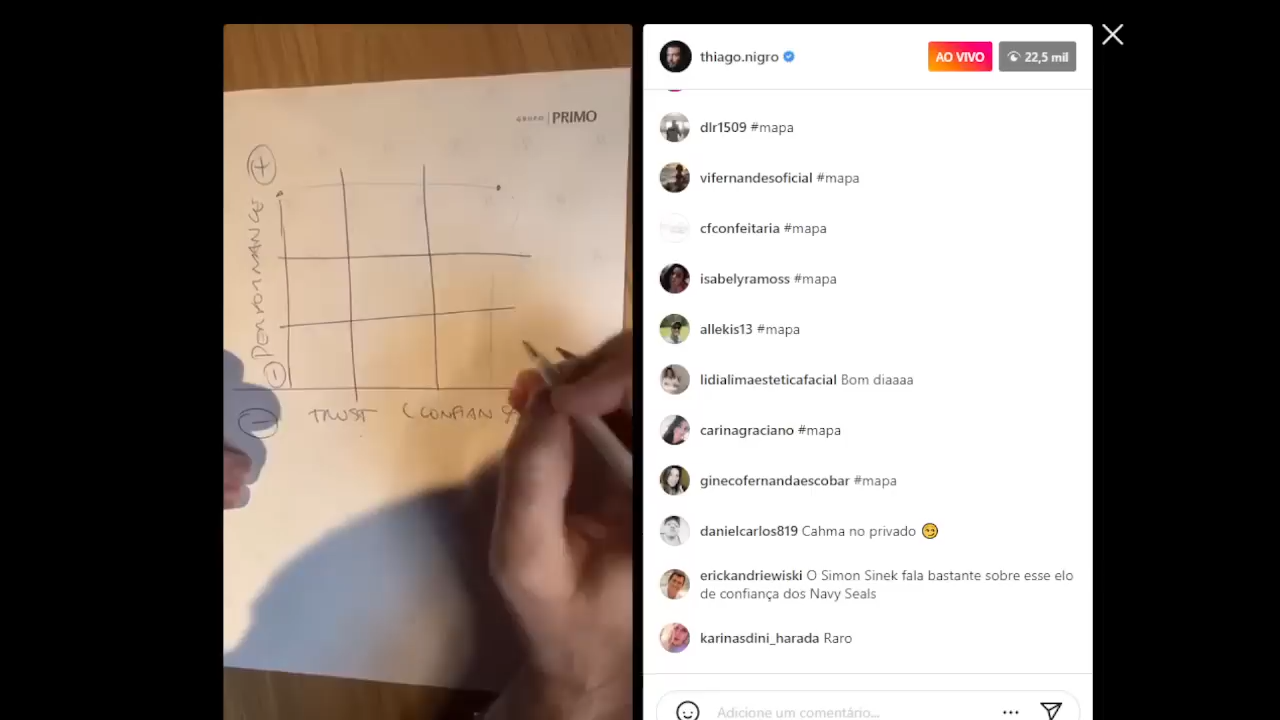 GRUPO | PRIMO
+
PERFORMANCE
-
-
TRUST (CONFIANÇ
thiago.nigro
AO VIVO
22,5 mil
dlr1509 #mapa
vifernandesoficial #mapa
cfconfeitaria #mapa
isabelyramoss #mapa
allekis13 #mapa
lidialimaesteticafacial Bom diaaaa
carinagraciano #mapa
ginecofernandaescobar #mapa
danielcarlos819 Cahma no privado 😏
erickandriewiski O Simon Sinek fala bastante sobre esse elo
de confiança dos Navy Seals
karinasdini_harada Raro
Adicione um comentário...